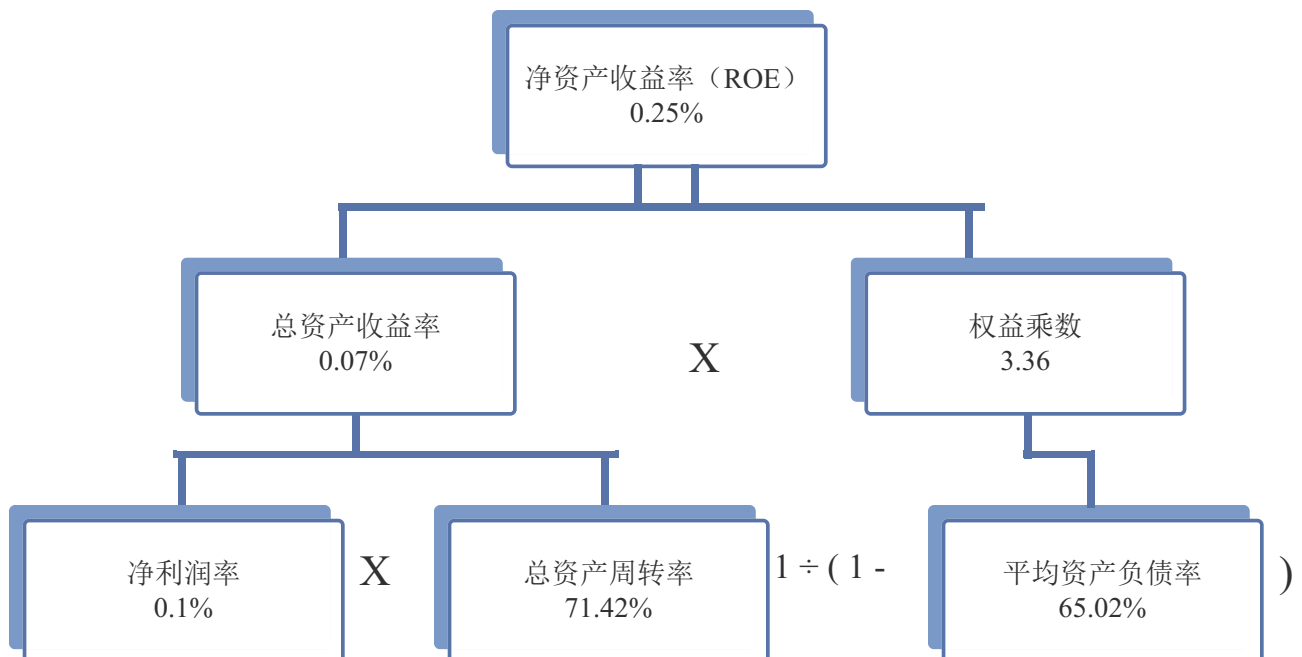 净资产收益率（ROE）
0.25%
总资产收益率
0.07%
X
权益乘数
3.36
净利润率
0.1%
X
总资产周转率
71.42%
1 ÷ ( 1 -
平均资产负债率
65.02%
)